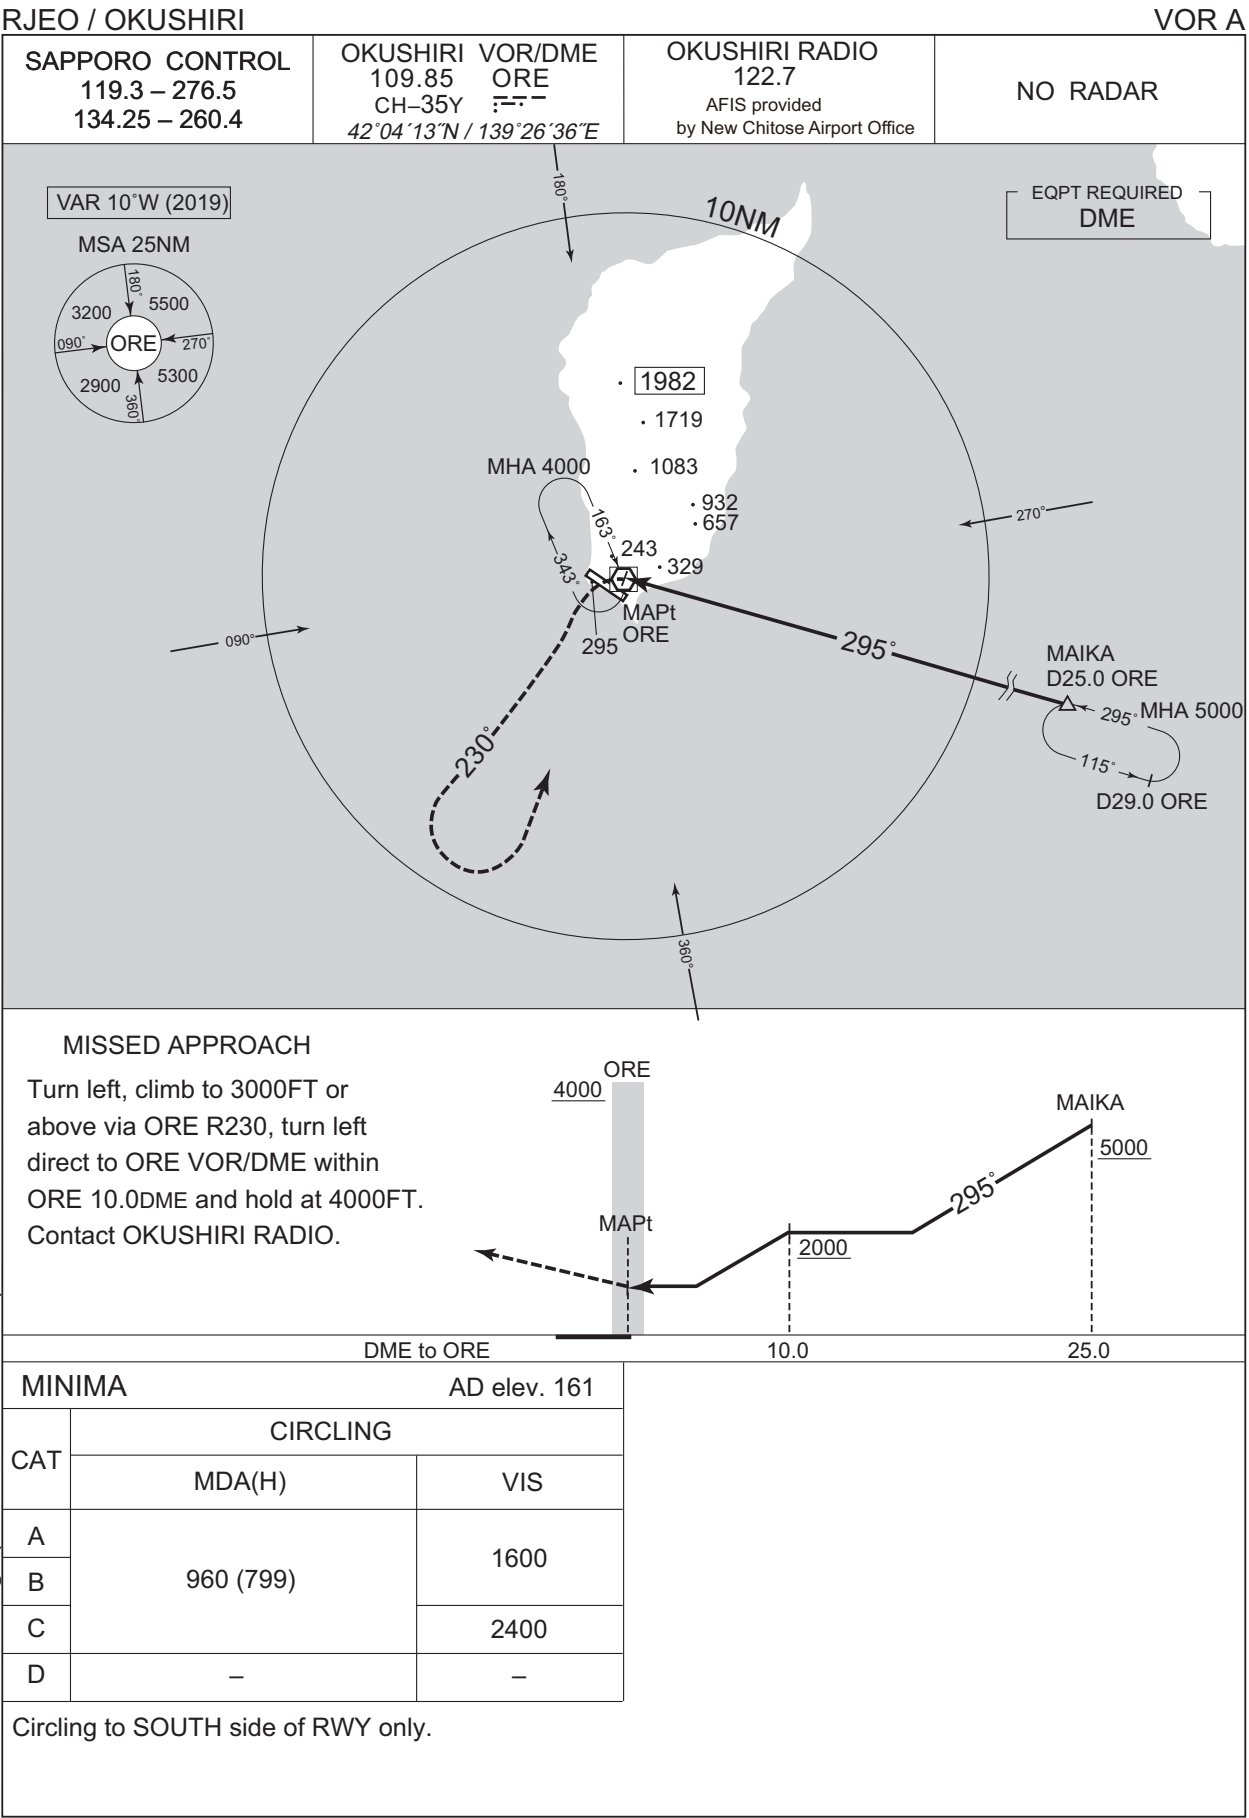 RJEO / OKUSHIRI
VOR A
SAPPORO CONTROL
119.3 – 276.5
134.25 – 260.4
OKUSHIRI VOR/DME
109.85 ORE
CH–35Y
42°04´13˝N / 139°26´36˝E
OKUSHIRI RADIO
122.7
AFIS provided
by New Chitose Airport Office
NO RADAR
VAR 10°W (2019)
MSA 25NM
180°
3200
5500
090°
ORE
270°
2900
5300
360°
180°
10NM
EQPT REQUIRED
DME
1982
1719
1083
MHA 4000
932
657
163°
343°
243
329
270°
090°
MAPt
ORE
295
295°
MAIKA
D25.0 ORE
295°
MHA 5000
115°
D29.0 ORE
230°
360°
MISSED APPROACH
Turn left, climb to 3000FT or
above via ORE R230, turn left
direct to ORE VOR/DME within
ORE 10.0DME and hold at 4000FT.
Contact OKUSHIRI RADIO.
ORE
4000
MAIKA
5000
295°
MAPt
2000
DME to ORE
10.0
25.0
MINIMA
AD elev. 161
CAT
CIRCLING
MDA(H)
VIS
A
B
C
960 (799)
1600
2400
D
–
–
Circling to SOUTH side of RWY only.